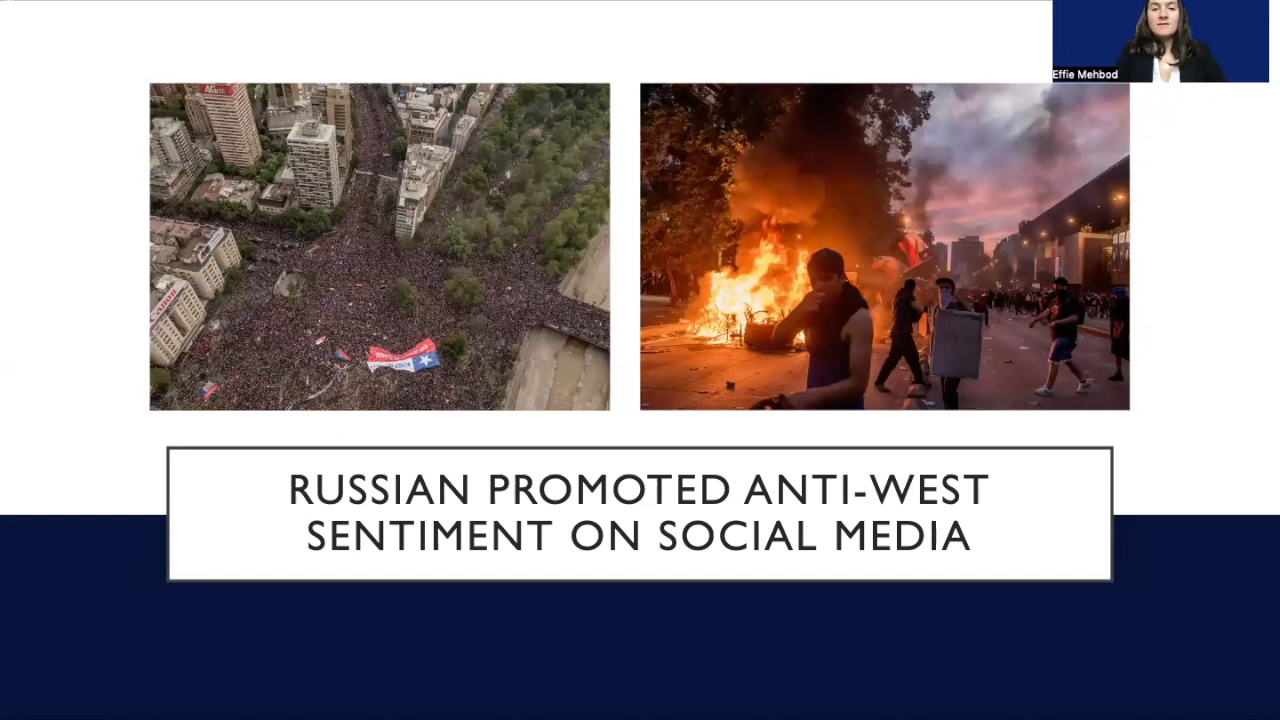 Effie Mehbod
RUSSIAN PROMOTED ANTI-WEST
SENTIMENT ON SOCIAL MEDIA